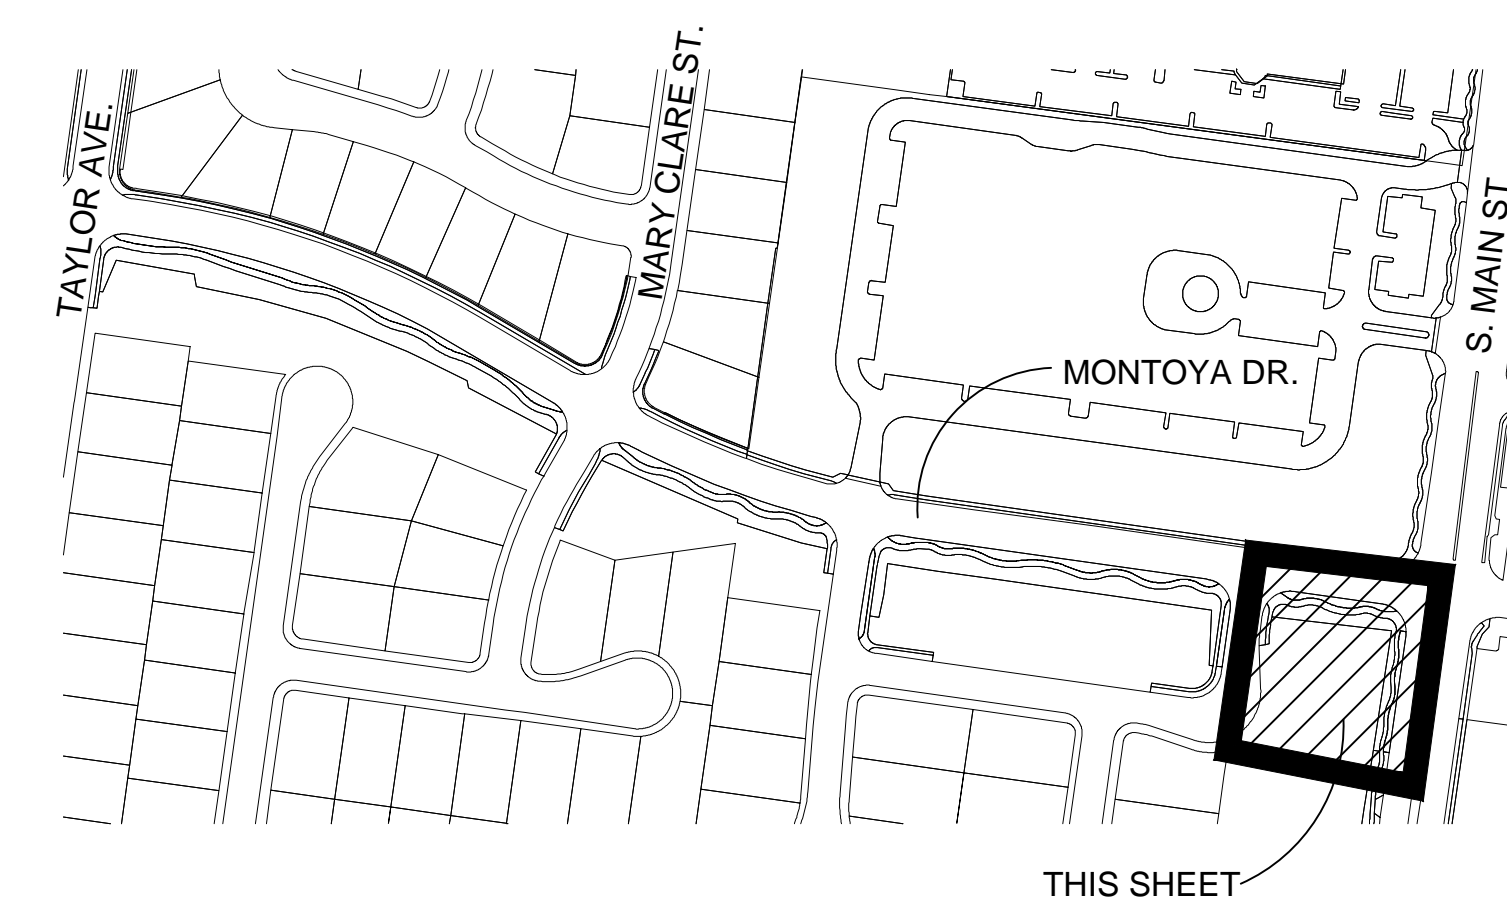 TAYLOR AVE.
MARY CLARE ST.
S. MAIN ST
MONTOYA DR.
THIS SHEET